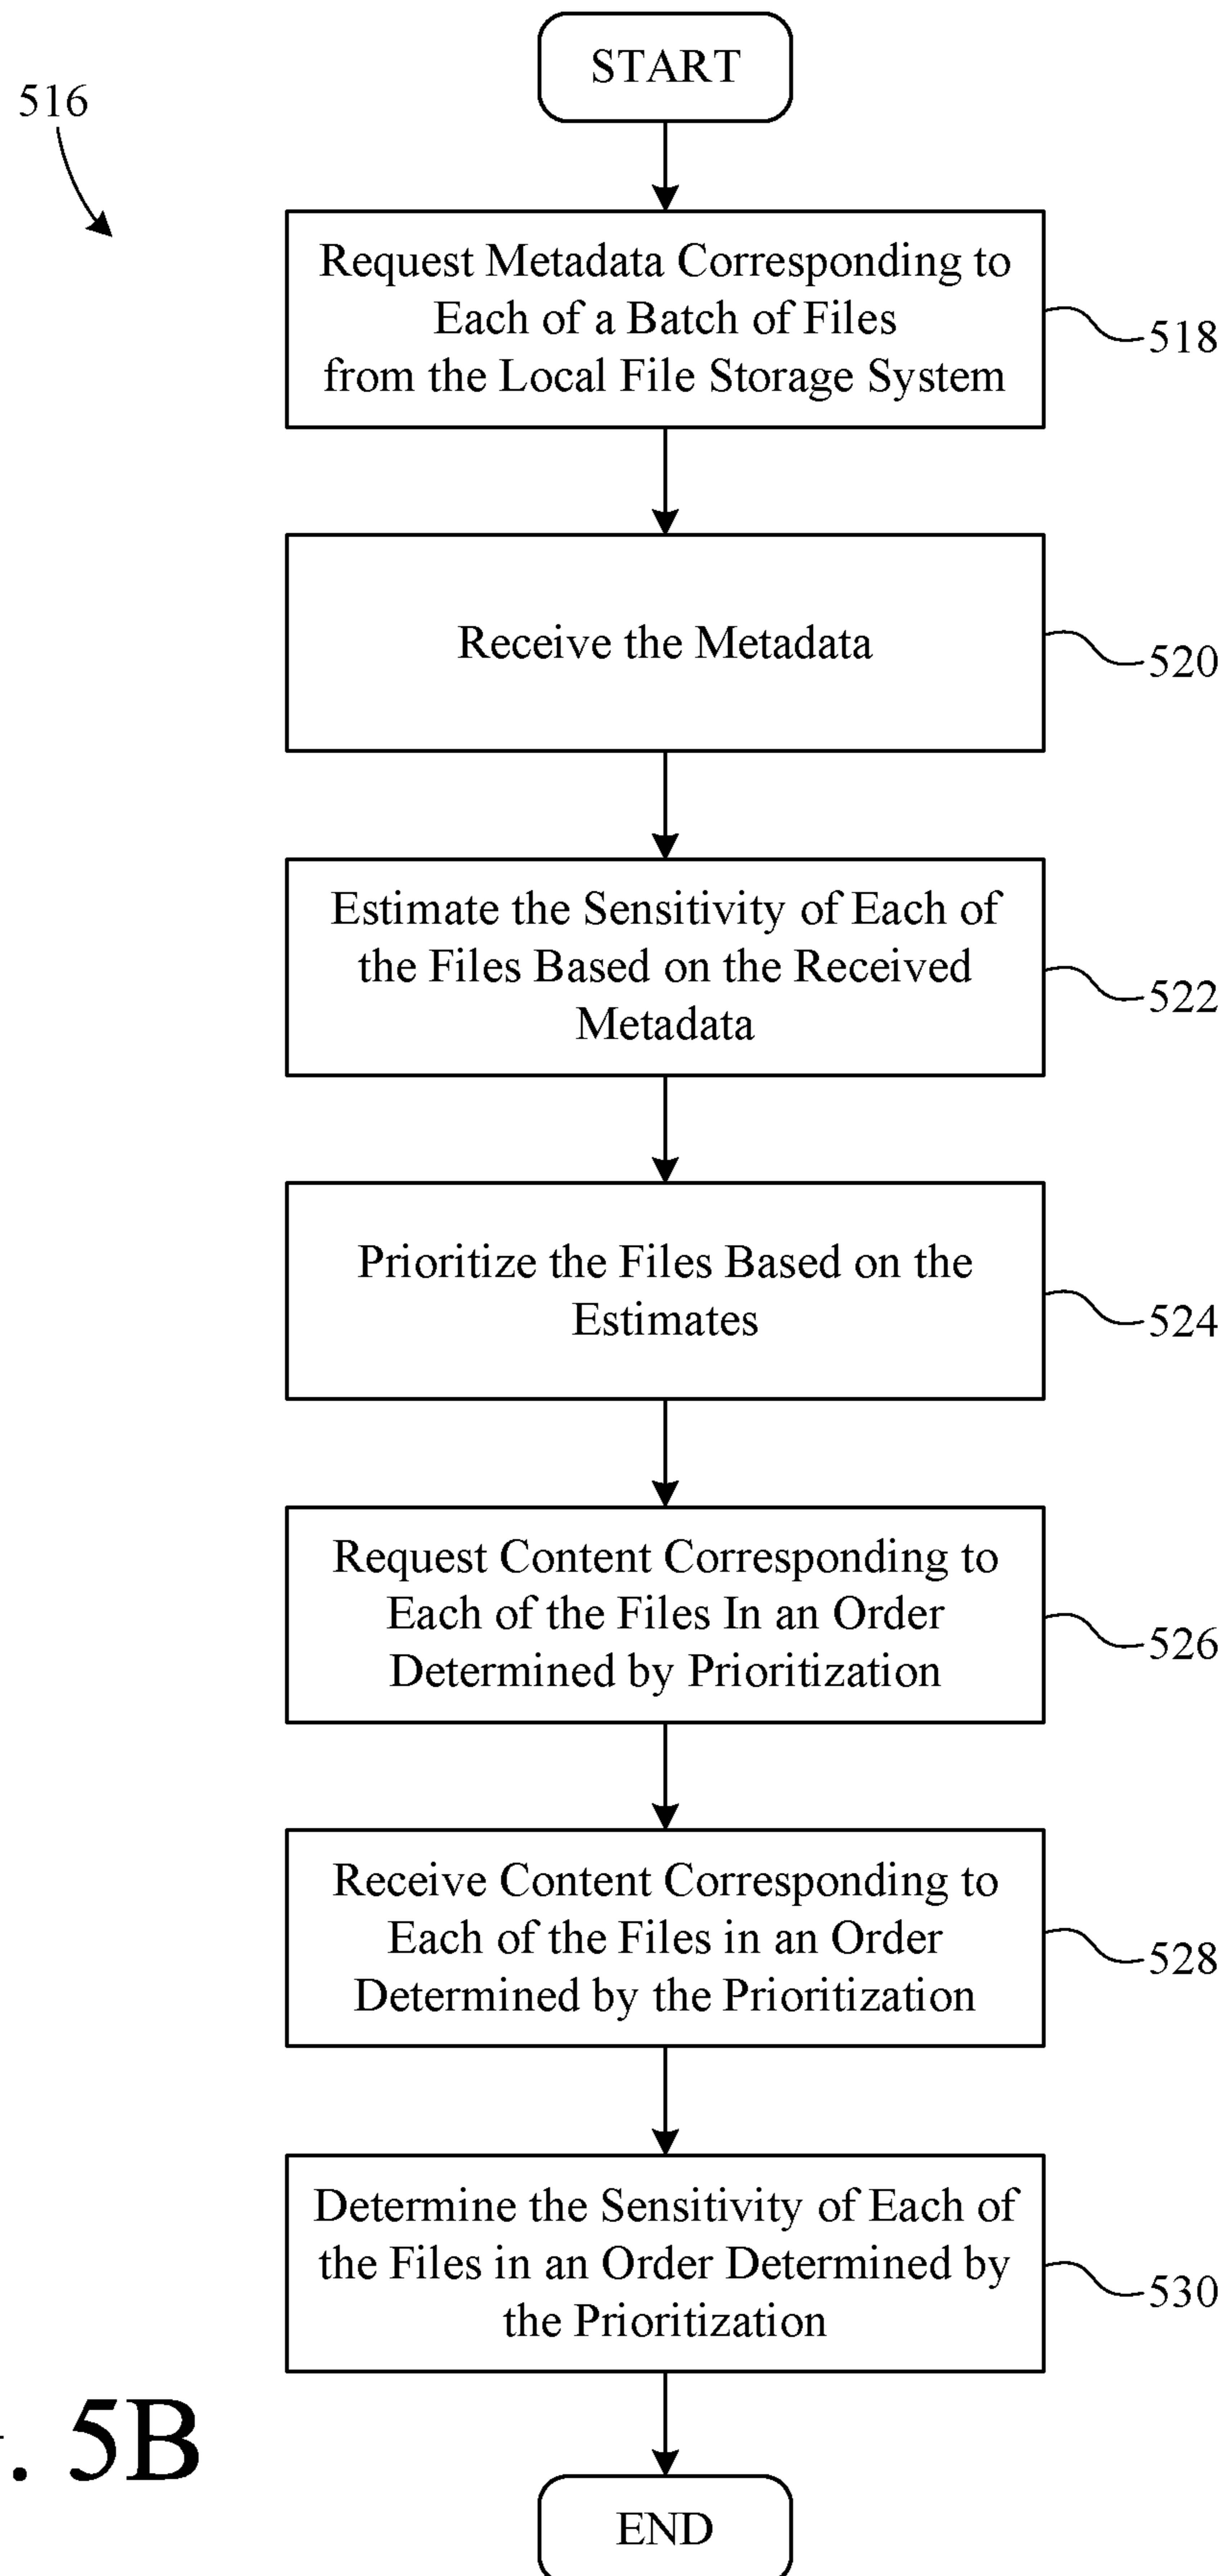 START
516
Request Metadata Corresponding to
Each of a Batch of Files
from the Local File Storage System
518
Receive the Metadata
520
Estimate the Sensitivity of Each of
the Files Based on the Received
Metadata
522
Prioritize the Files Based on the
Estimates
524
Request Content Corresponding to
Each of the Files In an Order
Determined by Prioritization
526
Receive Content Corresponding to
Each of the Files in an Order
Determined by the Prioritization
528
Determine the Sensitivity of Each of
the Files in an Order Determined by
the Prioritization
530
. 5B
END